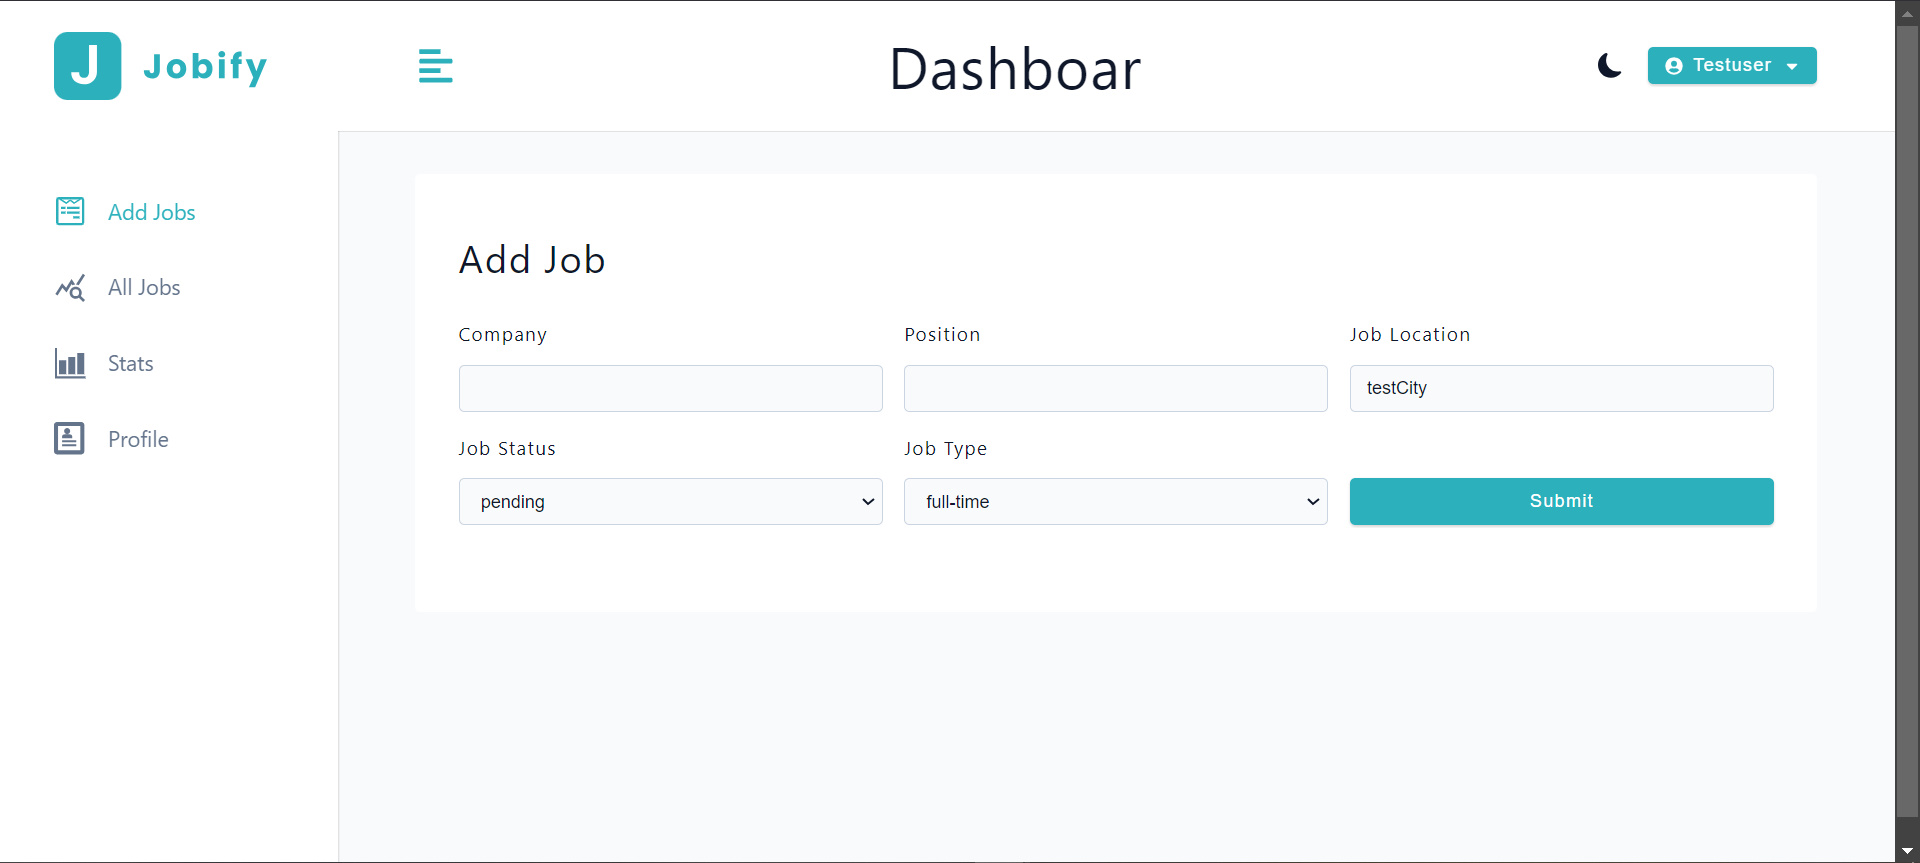 J Jobify
Dashboar
Testuser
Add Jobs
All Jobs
Stats
Profile
Add Job
Company
Position
Job Location
testCity
Job Status
Job Type
pending
full-time
Submit